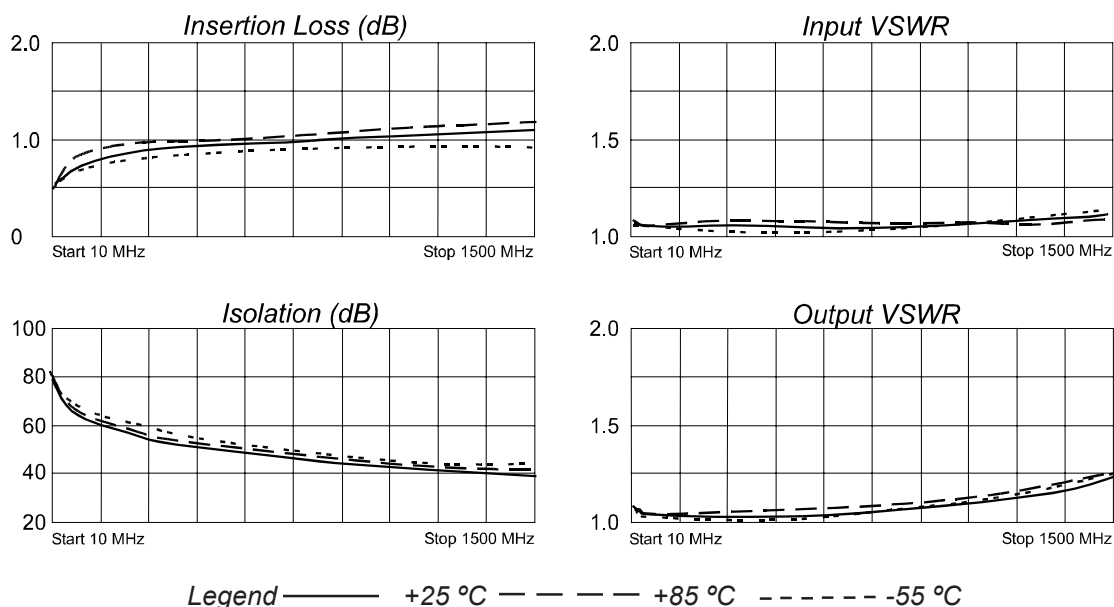 Insertion Loss (dB)
2.0
1.0
0
Start 10 MHz
Stop 1500 MHz
Input VSWR
2.0
1.5
1.0
Start 10 MHz
Stop 1500 MHz
Isolation (dB)
100
80
60
40
20
Start 10 MHz
Stop 1500 MHz
Output VSWR
2.0
1.5
1.0
Start 10 MHz
Stop 1500 MHz
Legend +25 ºC +85 ºC -55 ºC